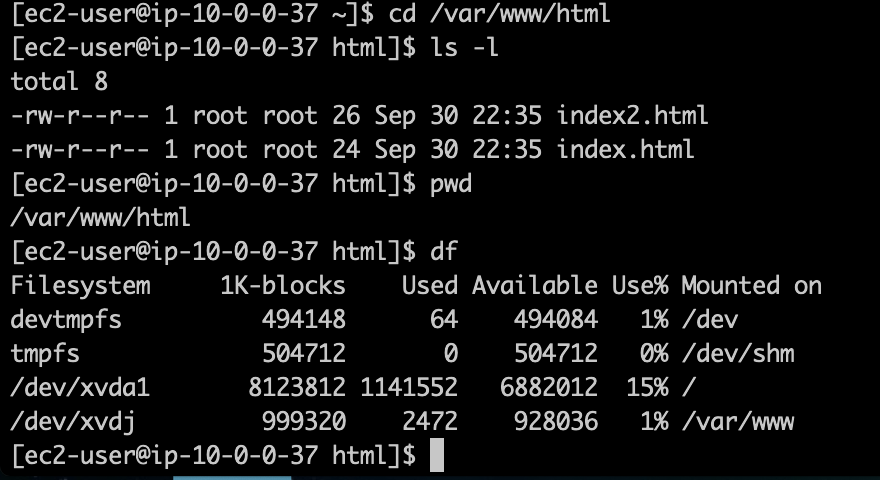 [ec2-user@ip-10-0-0-37 ~]$ cd /var/www/html
[ec2-user@ip-10-0-0-37 html]$ ls -l
total 8
-rw-r--r-- 1 root root 26 Sep 30 22:35 index2.html
-rw-r--r-- 1 root root 24 Sep 30 22:35 index.html
[ec2-user@ip-10-0-0-37 html]$ pwd
/var/www/html
[ec2-user@ip-10-0-0-37 html]$ df
Filesystem     1K-blocks    Used Available Use% Mounted on
devtmpfs          494148      64    494084   1% /dev
tmpfs             504712       0    504712   0% /dev/shm
/dev/xvda1       8123812 1141552   6882012  15% /
/dev/xvdj         999320    2472    928036   1% /var/www
[ec2-user@ip-10-0-0-37 html]$